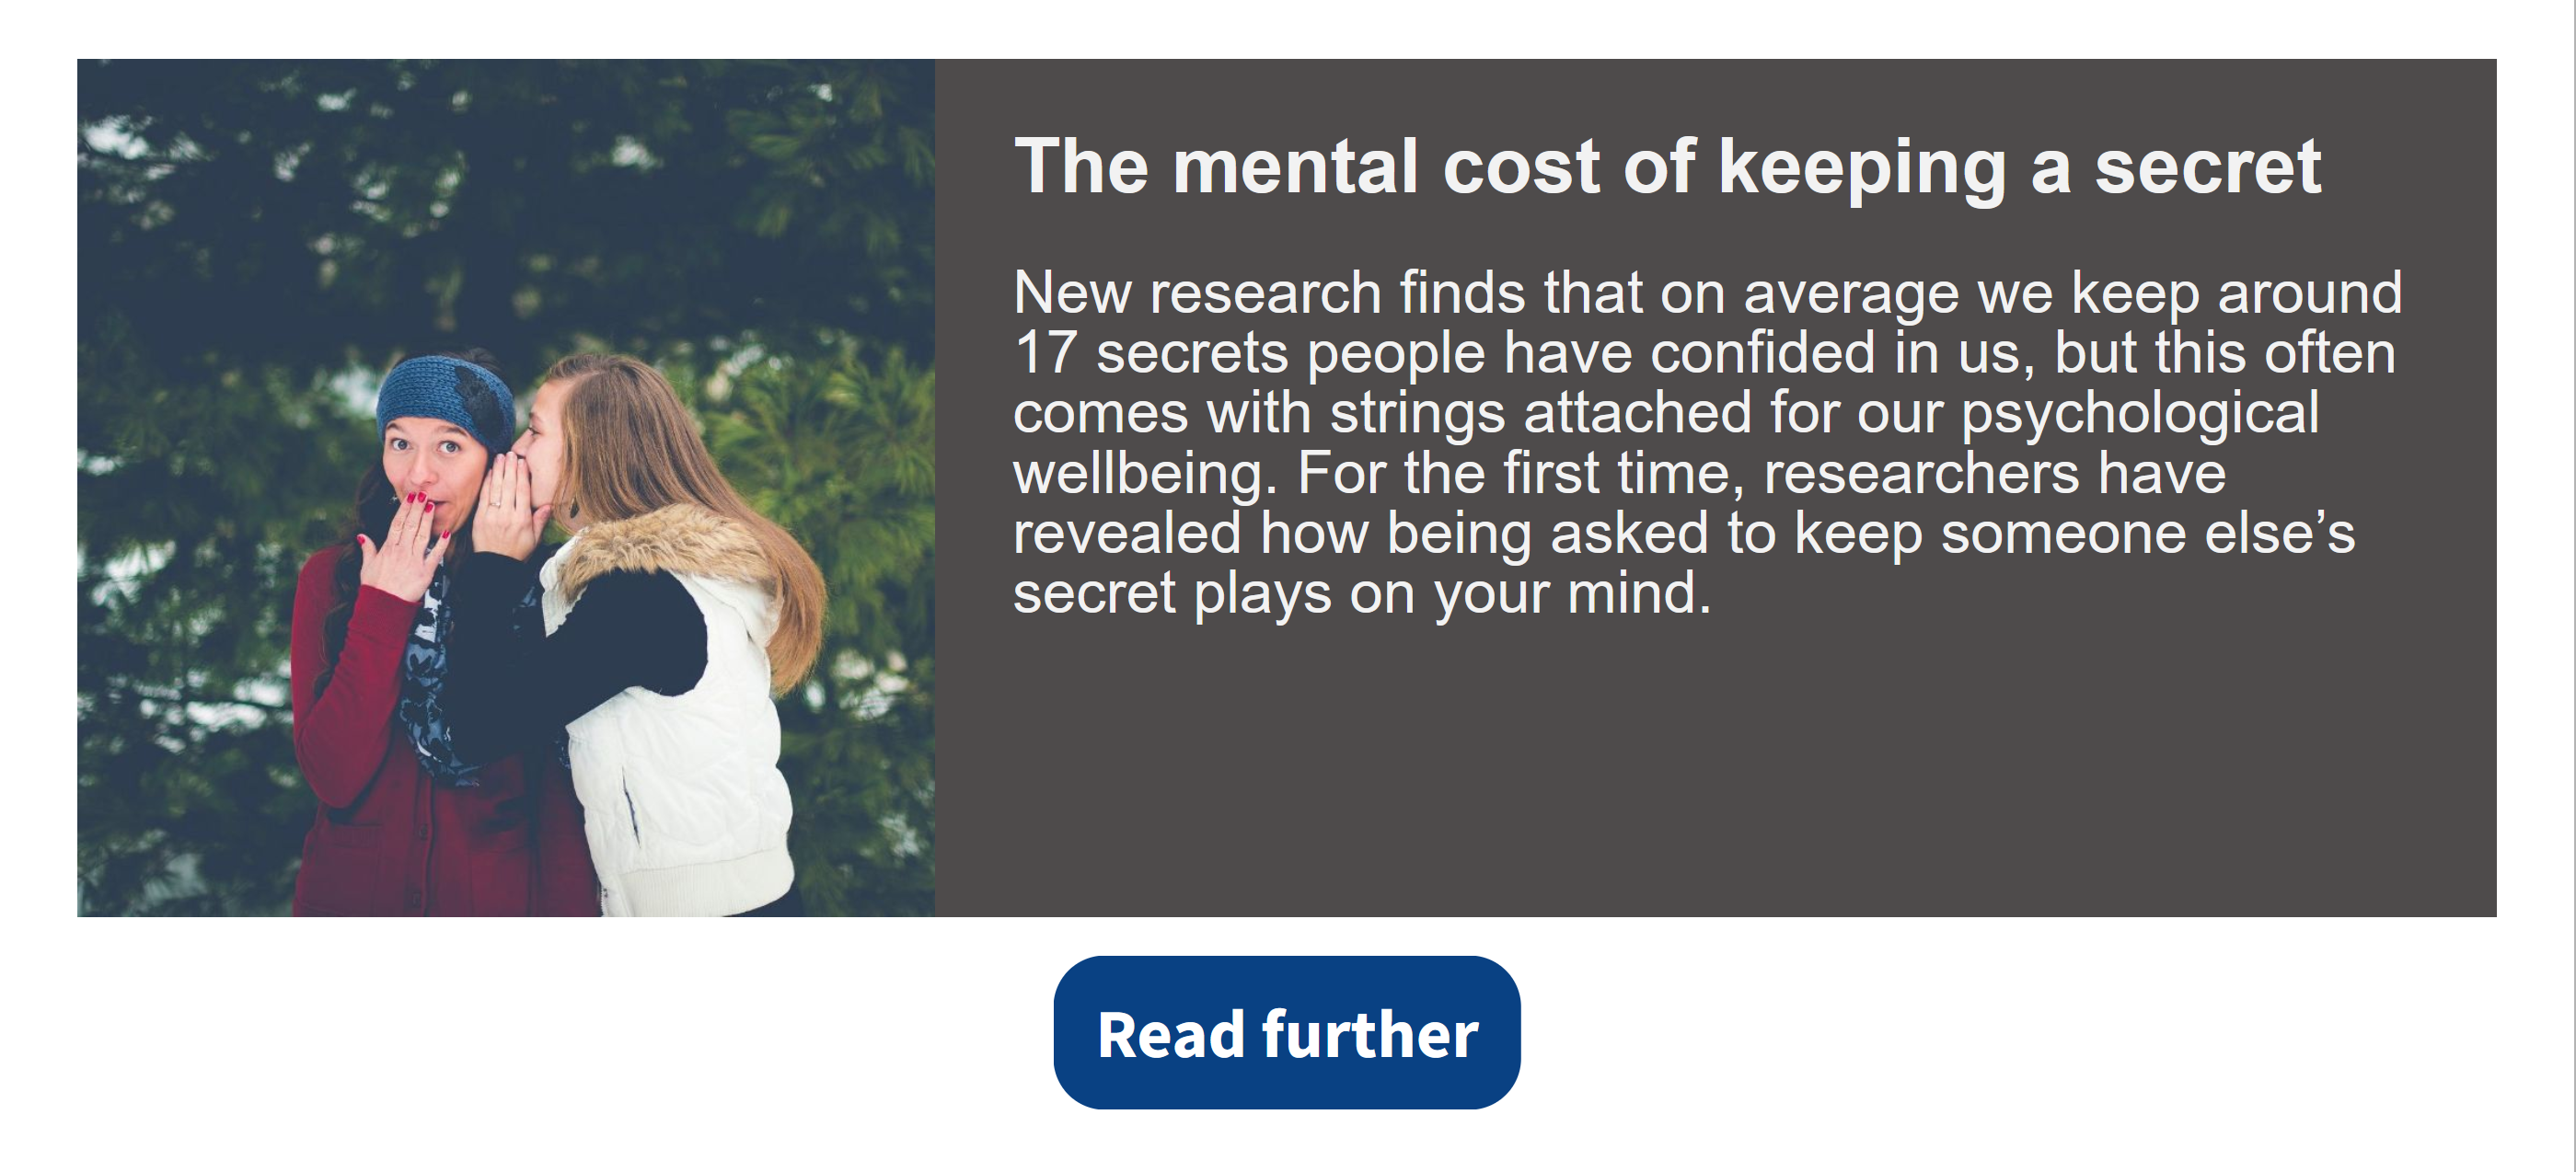 The mental cost of keeping a secret
New research finds that on average we keep around
17 secrets people have confided in us, but this often
comes with strings attached for our psychological
wellbeing. For the first time, researchers have
revealed how being asked to keep someone else’s
secret plays on your mind.
Read further